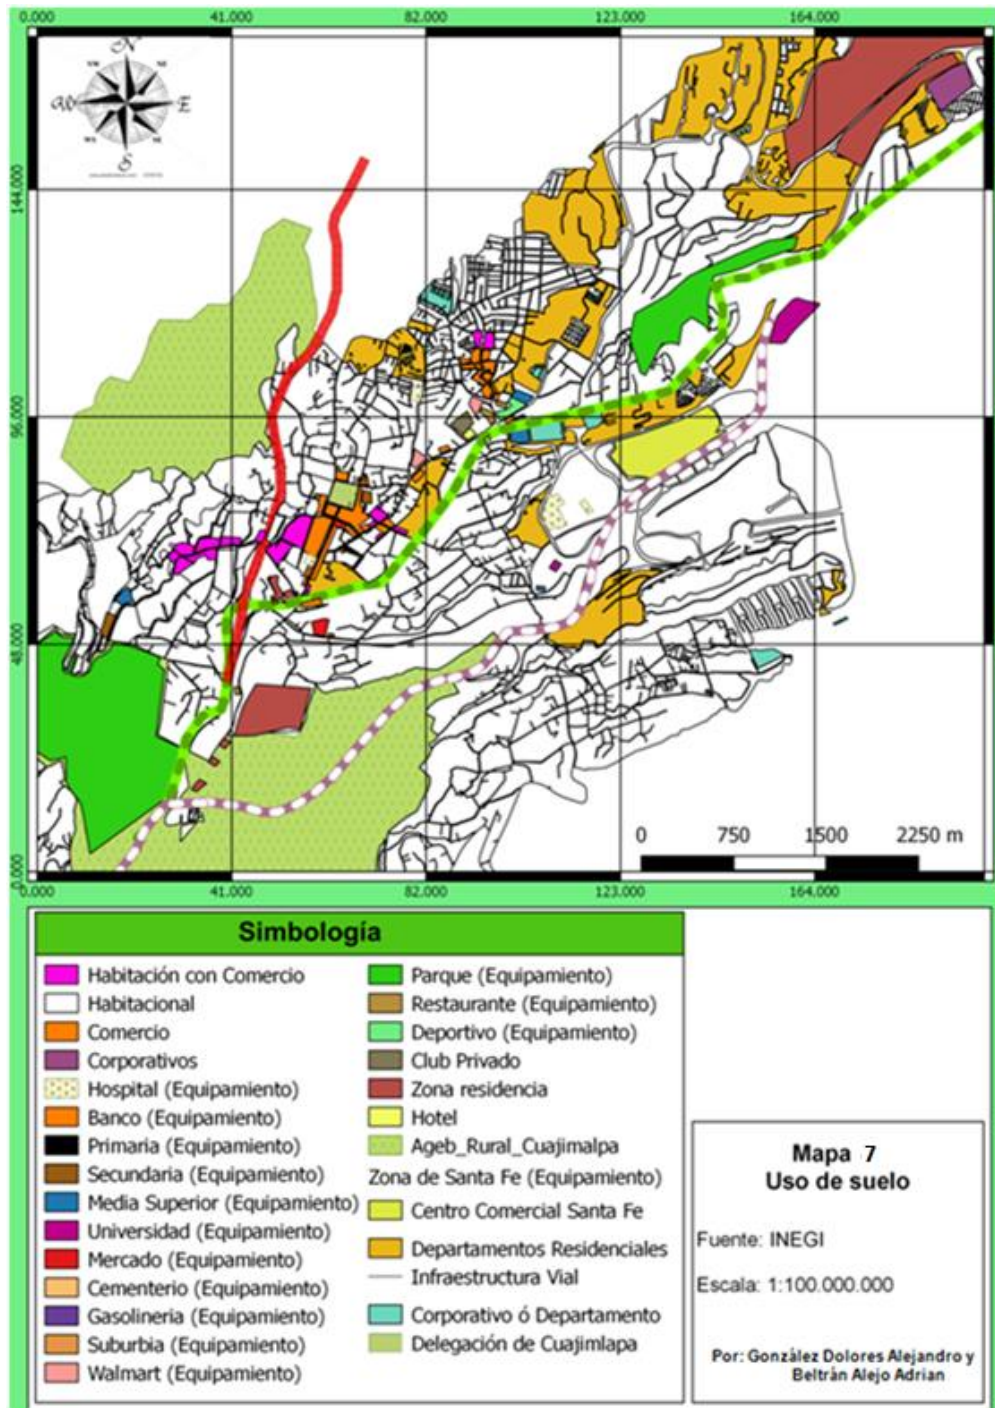 0.000 41.000 82.000 123.000 164.000
N
NE
E
S
144.000
96.000
48.000
0.000
0 750 1500 2250 m
0.000 41.000 82.000 123.000 164.000
Simbología
Habitación con Comercio
Habitacional
Comercio
Corporativos
Hospital (Equipamiento)
Banco (Equipamiento)
Primaria (Equipamiento)
Secundaria (Equipamiento)
Media Superior (Equipamiento)
Universidad (Equipamiento)
Mercado (Equipamiento)
Cementerio (Equipamiento)
Gasolineria (Equipamiento)
Suburbia (Equipamiento)
Walmart (Equipamiento)
Parque (Equipamiento)
Restaurante (Equipamiento)
Deportivo (Equipamiento)
Club Privado
Zona residencia
Hotel
Ageb_Rural_Cuajimalpa
Zona de Santa Fe (Equipamiento)
Centro Comercial Santa Fe
Departamentos Residenciales
Infraestructura Vial
Corporativo ó Departamento
Delegación de Cuajimlapa
Mapa 7
Uso de suelo
Fuente: INEGI
Escala: 1:100.000.000
Por: González Dolores Alejandro y
Beltrán Alejo Adrian